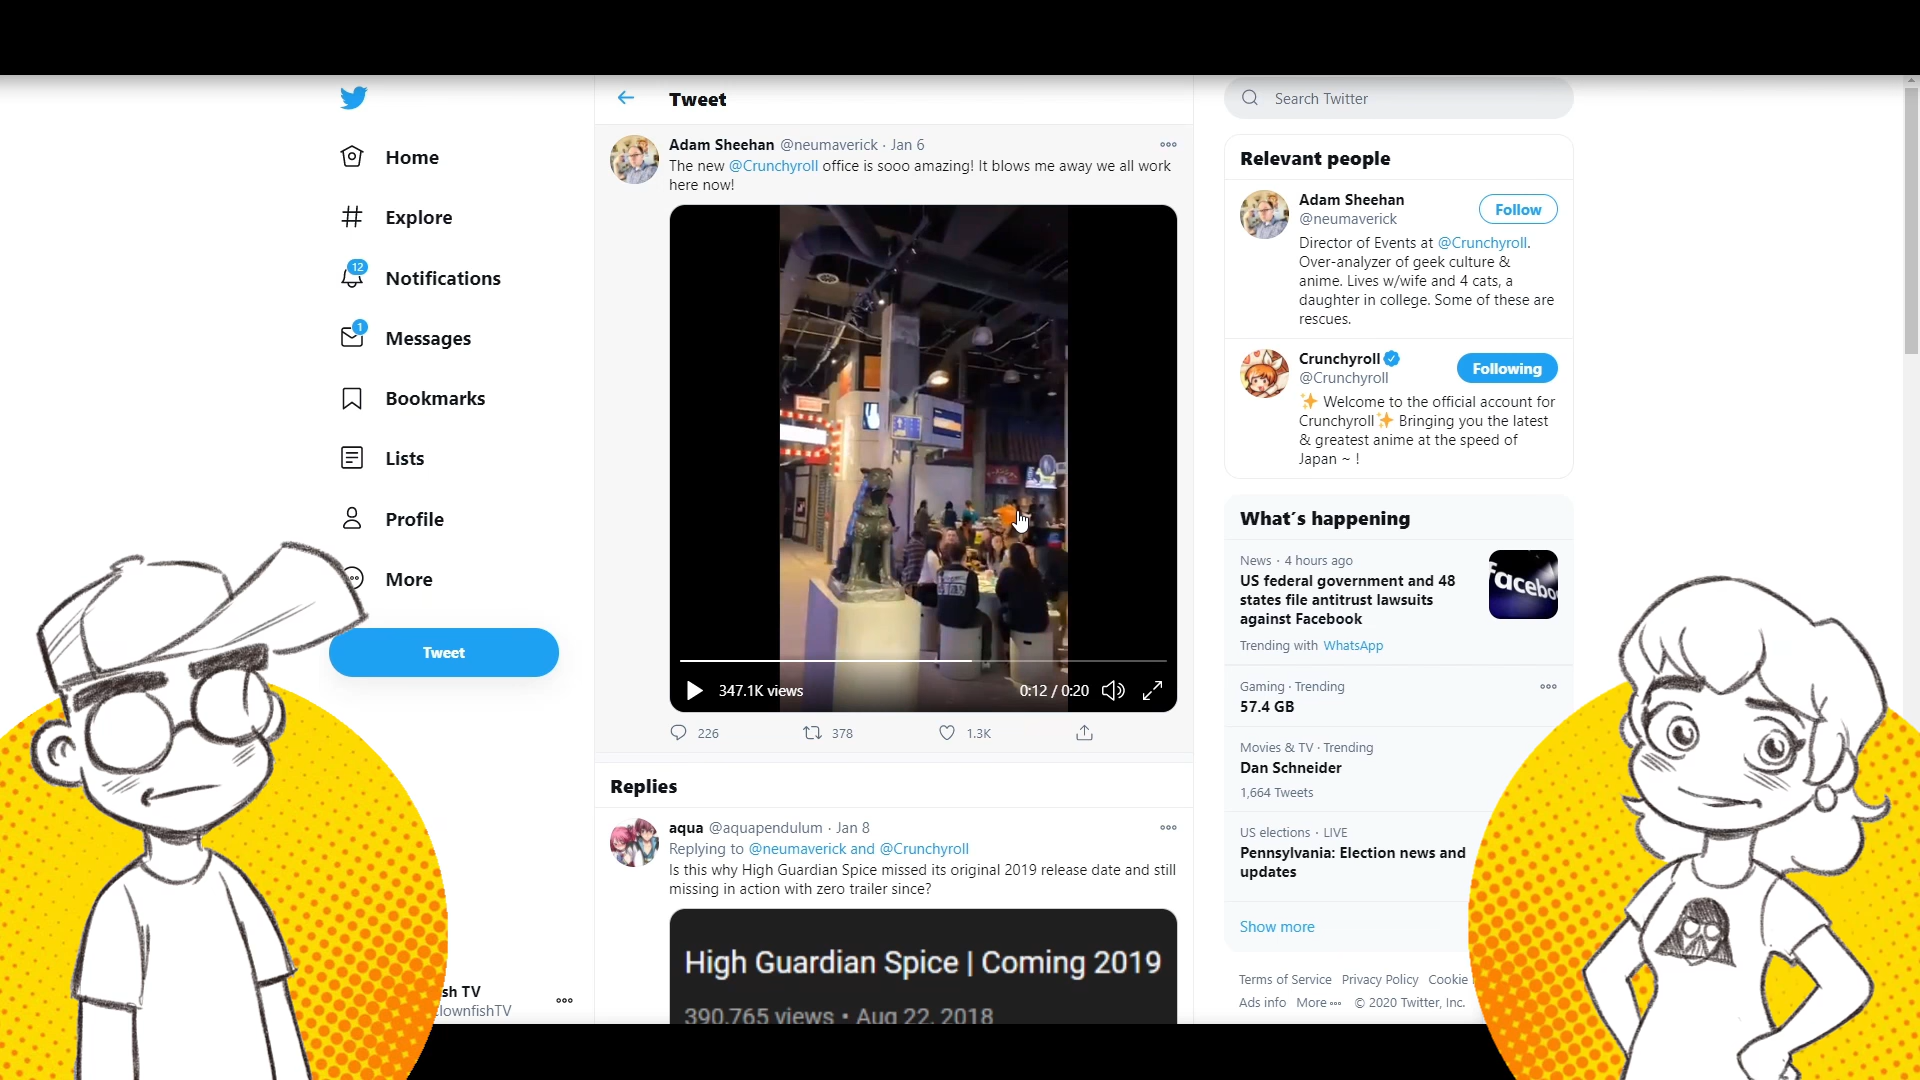 Home
Explore
12
Notifications
1
Messages
Bookmarks
Lists
Profile
More
Tweet
sh TV
lownfishTV
Tweet
Adam Sheehan @neumaverick · Jan 6
The new @Crunchyroll office is sooo amazing! It blows me away we all work
here now!
347.1K views
0:12 / 0:20
226
378
1.3K
Replies
aqua @aquapendulum · Jan 8
Replying to @neumaverick and @Crunchyroll
Is this why High Guardian Spice missed its original 2019 release date and still
missing in action with zero trailer since?
High Guardian Spice | Coming 2019
390,765 views • Aug 22, 2018
Search Twitter
Relevant people
Adam Sheehan
@neumaverick
Follow
Director of Events at @Crunchyroll.
Over-analyzer of geek culture &
anime. Lives w/wife and 4 cats, a
daughter in college. Some of these are
rescues.
Crunchyroll
@Crunchyroll
Following
✨ Welcome to the official account for
Crunchyroll✨ Bringing you the latest
& greatest anime at the speed of
Japan ~ !
What's happening
News · 4 hours ago
US federal government and 48
states file antitrust lawsuits
against Facebook
facebo
Trending with WhatsApp
Gaming · Trending
57.4 GB
Movies & TV · Trending
Dan Schneider
1,664 Tweets
US elections · LIVE
Pennsylvania: Election news and
updates
Show more
Terms of Service Privacy Policy Cookie
Ads info More © 2020 Twitter, Inc.